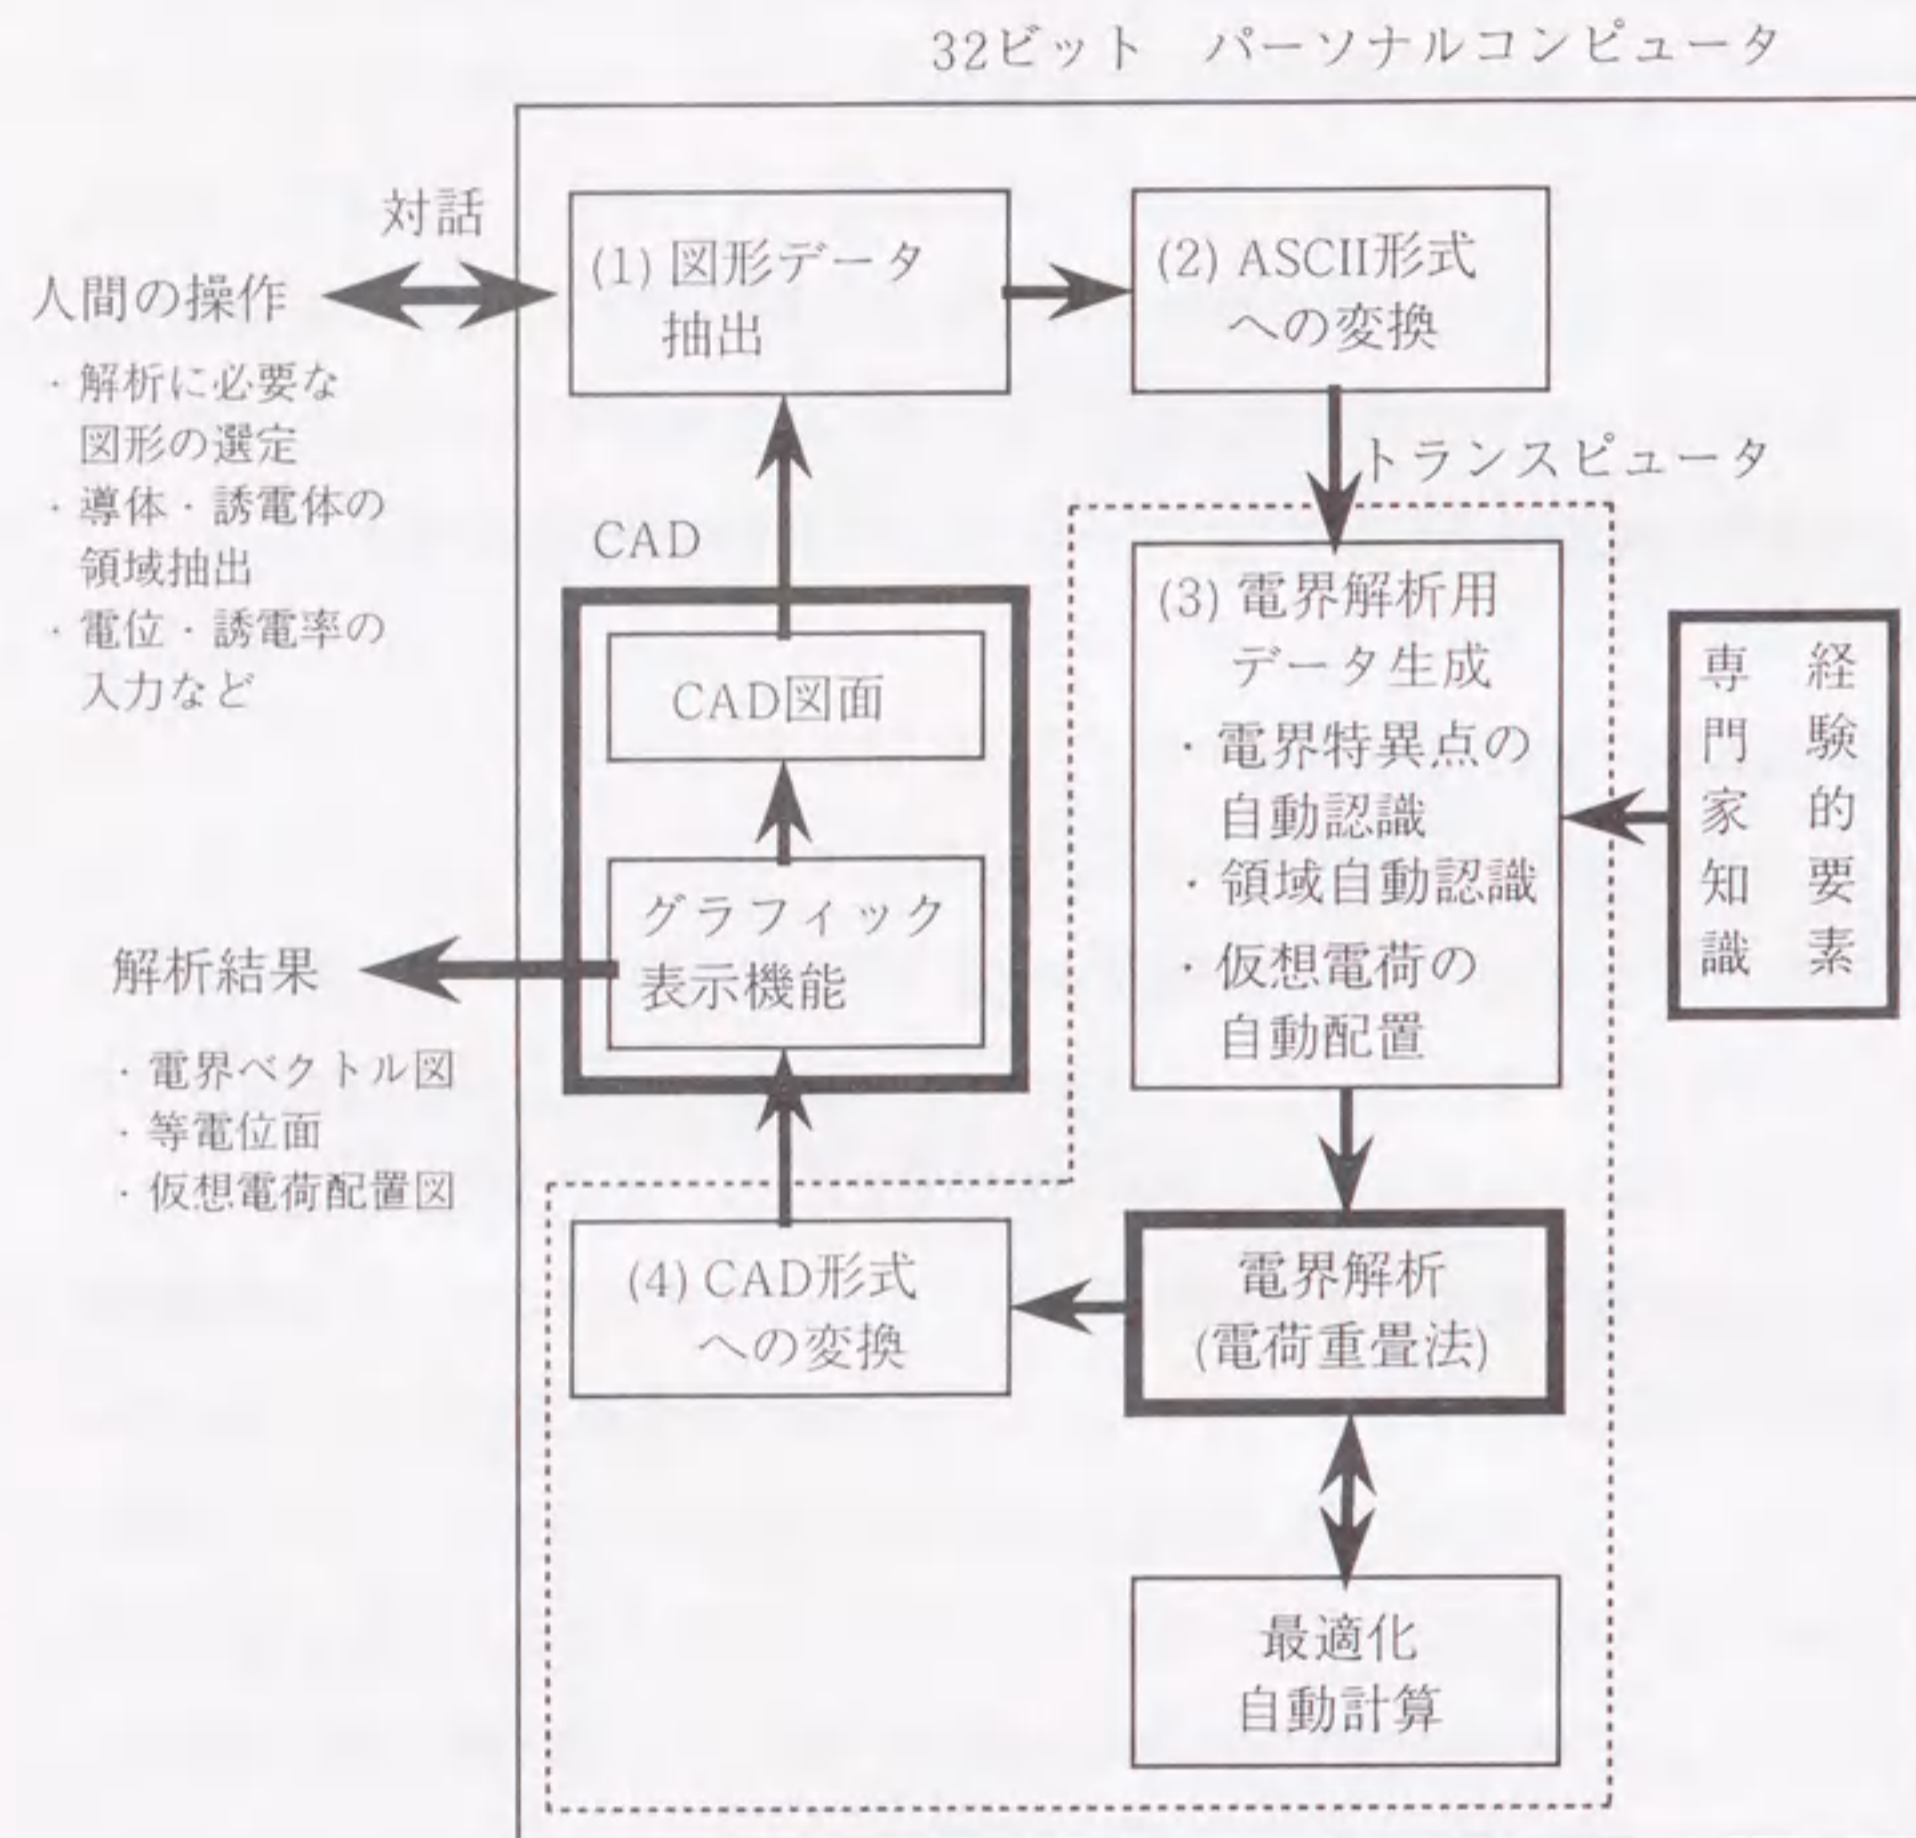 32ビット　パーソナルコンピュータ
対話
人間の操作
・解析に必要な
図形の選定
・導体・誘電体の
領域抽出
・電位・誘電率の
入力など
(1) 図形データ
抽出
(2) ASCII形式
への変換
トランスピュータ
CAD
CAD図面
グラフィック
表示機能
(3) 電界解析用
データ生成
・電界特異点の
自動認識
・領域自動認識
・仮想電荷の
自動配置
経験的要素
専門家知識
解析結果
・電界ベクトル図
・等電位面
・仮想電荷配置図
(4) CAD形式
への変換
電界解析
(電荷重畳法)
最適化
自動計算